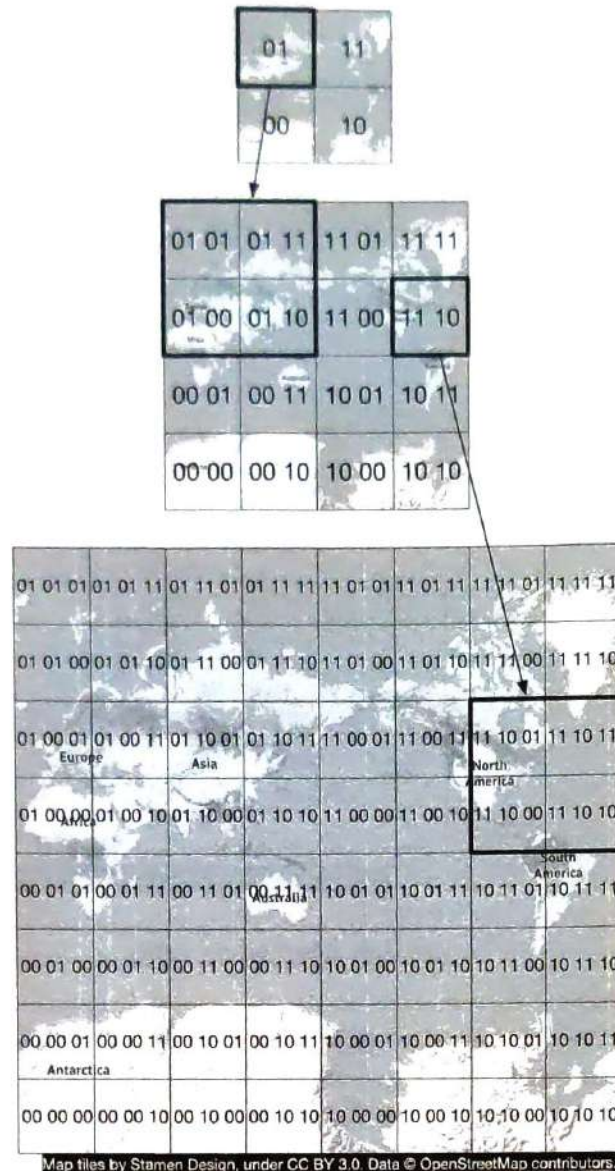 01 11
00 10
01 01 01 11 11 01 11 11
01 00 01 10 11 00 11 10
00 01 00 11 10 01 10 11
00 00 00 10 10 00 10 10
01 01 01 01 01 11 01 11 01 01 11 11 11 01 01 11 01 11 11 11 01 11 11 11
01 01 00 01 01 10 01 11 00 01 11 10 11 01 00 11 01 10 11 11 00 11 11 10
01 00 01 01 00 11 01 10 01 01 10 11 11 00 01 11 00 11 11 10 01 11 10 11
Europe Asia North America
01 00 00 01 00 10 01 10 00 01 10 10 11 00 00 11 00 10 11 10 00 11 10 10
Africa
South America
00 01 01 00 01 11 00 11 01 00 11 11 10 01 01 10 01 11 10 11 01 10 11 11
Australia
00 01 00 00 01 10 00 11 00 00 11 10 10 01 00 10 01 10 10 11 00 10 11 10
00 00 01 00 00 11 00 10 01 00 10 11 10 00 01 10 00 11 10 10 01 10 10 11
Antarctica
00 00 00 00 00 10 00 10 00 00 10 10 10 00 00 10 00 10 10 10 00 10 10 10
Map tiles by Stamen Design, under CC BY 3.0. Data © OpenStreetMap contributors